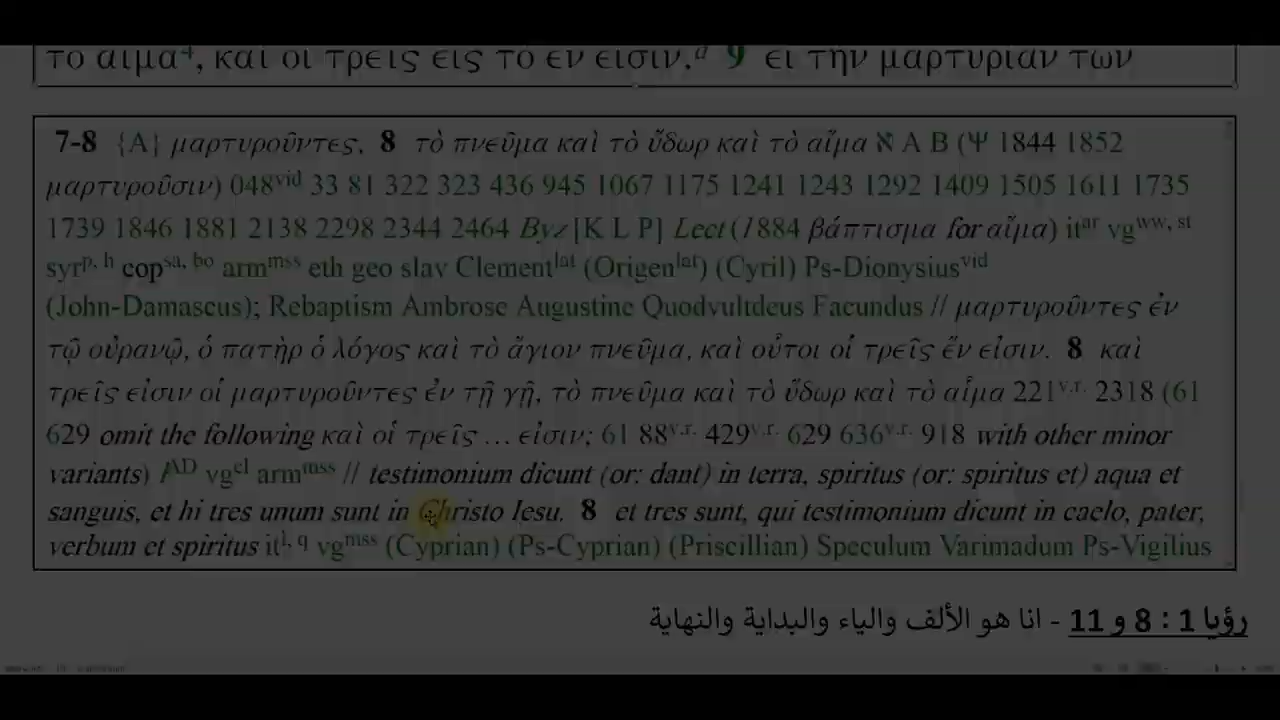 το αιμα⁴, και οι τρεις εις το εν εισιν.ᵃ 9 ει την μαρτυριαν των
7-8 {A} μαρτυροῦντες, 8 τὸ πνεῦμα καὶ τὸ ὕδωρ καὶ τὸ αἷμα ℵ A B (Ψ 1844 1852
μαρτυροῦσιν) 048ᵛⁱᵈ 33 81 322 323 436 945 1067 1175 1241 1243 1292 1409 1505 1611 1735
1739 1846 1881 2138 2298 2344 2464 Byz [K L P] Lect (1884 βάπτισμα for αἷμα) itᵃʳ vgʷʷ, ˢᵗ
syrᵖ, ʰ copˢᵃ, ᵇᵒ armᵐˢˢ eth geo slav Clementˡᵃᵗ (Origenˡᵃᵗ) (Cyril) Ps-Dionysiusᵛⁱᵈ
(John-Damascus); Rebaptism Ambrose Augustine Quodvultdeus Facundus // μαρτυροῦντες ἐν
τῷ οὐρανῷ, ὁ πατὴρ ὁ λόγος καὶ τὸ ἅγιον πνεῦμα, καὶ οὗτοι οἱ τρεῖς ἕν εἰσιν. 8 καὶ
τρεῖς εἰσιν οἱ μαρτυροῦντες ἐν τῇ γῇ, τὸ πνεῦμα καὶ τὸ ὕδωρ καὶ τὸ αἷμα 221ᵛ·ʳ· 2318 (61
629 omit the following καὶ οἱ τρεῖς … εἰσιν; 61 88ᵛ·ʳ· 429ᵛ·ʳ· 629 636ᵛ·ʳ· 918 with other minor
variants) vgᶜˡ armᵐˢˢ // testimonium dicunt (or: dant) in terra, spiritus (or: spiritus et) aqua et
sanguis, et hi tres unum sunt in Christo Iesu. 8 et tres sunt, qui testimonium dicunt in caelo, pater,
verbum et spiritus itˡ, ᑫ vgᵐˢˢ (Cyprian) (Ps-Cyprian) (Priscillian) Speculum Varimadum Ps-Vigilius
رؤيا 1 : 8 و 11 - انا هو الألف والياء والبداية والنهاية